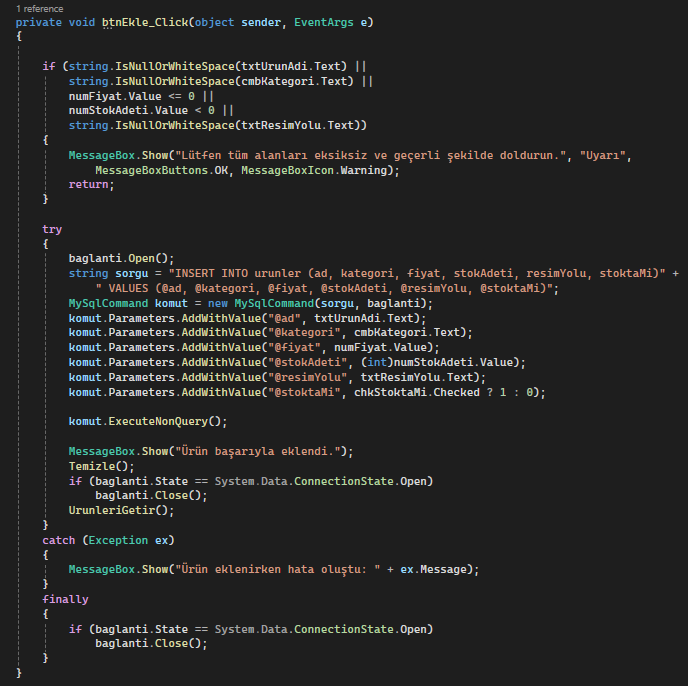 1 reference
private void btnEkle_Click(object sender, EventArgs e)
{
if (string.IsNullOrWhiteSpace(txtUrunAdi.Text) ||
string.IsNullOrWhiteSpace(cmbKategori.Text) ||
numFiyat.Value <= 0 ||
numStokAdeti.Value < 0 ||
string.IsNullOrWhiteSpace(txtResimYolu.Text))
{
MessageBox.Show("Lütfen tüm alanları eksiksiz ve geçerli şekilde doldurun.", "Uyarı",
MessageBoxButtons.OK, MessageBoxIcon.Warning);
return;
}
try
{
baglanti.Open();
string sorgu = "INSERT INTO urunler (ad, kategori, fiyat, stokAdeti, resimYolu, stoktaMi)" +
" VALUES (@ad, @kategori, @fiyat, @stokAdeti, @resimYolu, @stoktaMi)";
MySqlCommand komut = new MySqlCommand(sorgu, baglanti);
komut.Parameters.AddWithValue("@ad", txtUrunAdi.Text);
komut.Parameters.AddWithValue("@kategori", cmbKategori.Text);
komut.Parameters.AddWithValue("@fiyat", numFiyat.Value);
komut.Parameters.AddWithValue("@stokAdeti", (int)numStokAdeti.Value);
komut.Parameters.AddWithValue("@resimYolu", txtResimYolu.Text);
komut.Parameters.AddWithValue("@stoktaMi", chkStoktaMi.Checked ? 1 : 0);
komut.ExecuteNonQuery();
MessageBox.Show("Ürün başarıyla eklendi.");
Temizle();
if (baglanti.State == System.Data.ConnectionState.Open)
baglanti.Close();
UrunleriGetir();
}
catch (Exception ex)
{
MessageBox.Show("Ürün eklenirken hata oluştu: " + ex.Message);
}
finally
{
if (baglanti.State == System.Data.ConnectionState.Open)
baglanti.Close();
}
}